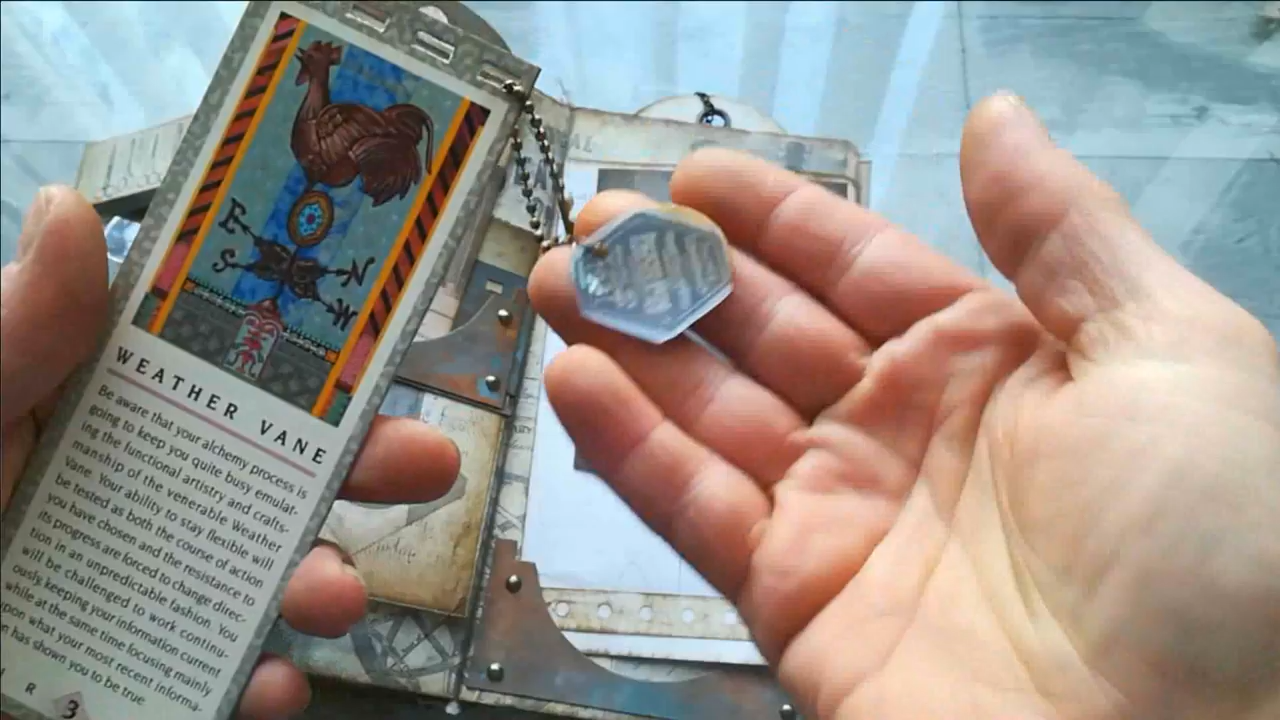 E
N
S
W
WEATHER VANE
Be aware that your alchemy process is
going to keep you quite busy emulat-
ing the functional artistry and crafts-
manship of the venerable Weather
Vane. Your ability to stay flexible will
be tested as both the course of action
you have chosen and the resistance to
its progress are forced to change direc-
tion in an unpredictable fashion. You
will be challenged to work continu-
ously keeping your information current
while at the same time focusing mainly
upon what your most recent informa-
has shown you to be true
R
3